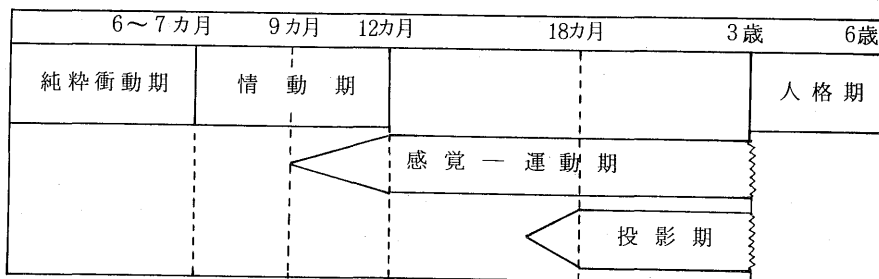 6～7カ月 9カ月 12カ月 18カ月 3歳 6歳
純粋衝動期 情動期 人格期
感覚―運動期
投影期